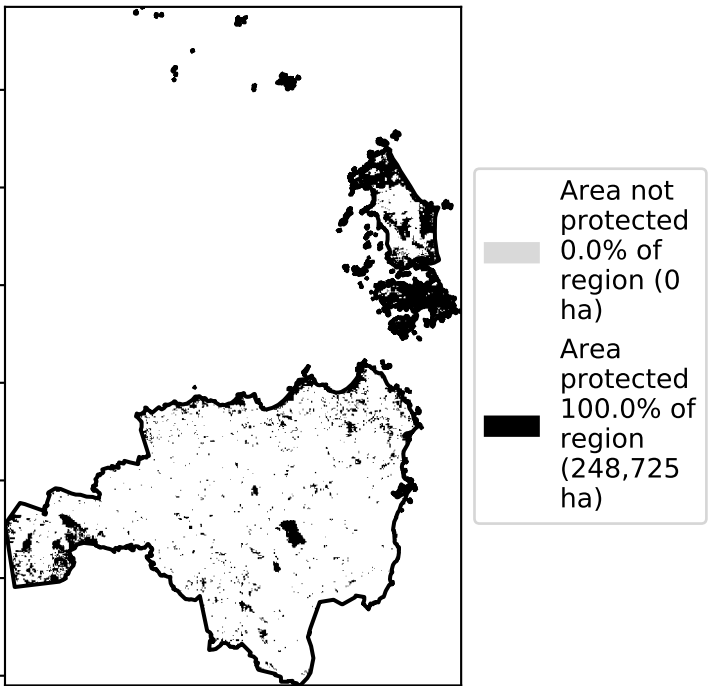 Area not
protected
0.0% of
region (0
ha)
Area
protected
100.0% of
region
(248,725
ha)